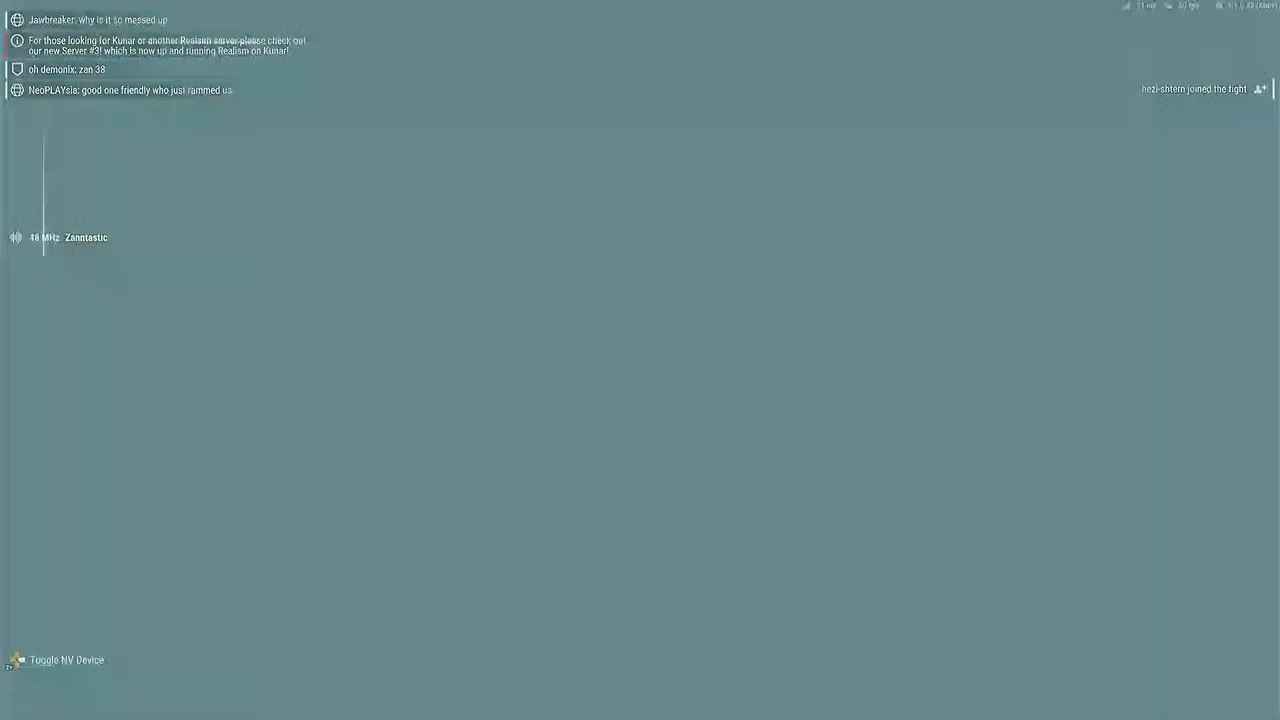 Jawbreaker: why is it so messed up
For those looking for Kunar or another Realsim server please check out
our new Server #3! which is now up and running Realism on Kunar!
oh demonix: zan 38
NeoPLAYsia: good one friendly who just rammed us
hezi-shtern joined the fight
48 MHz Zanntastic
Toggle NV Device